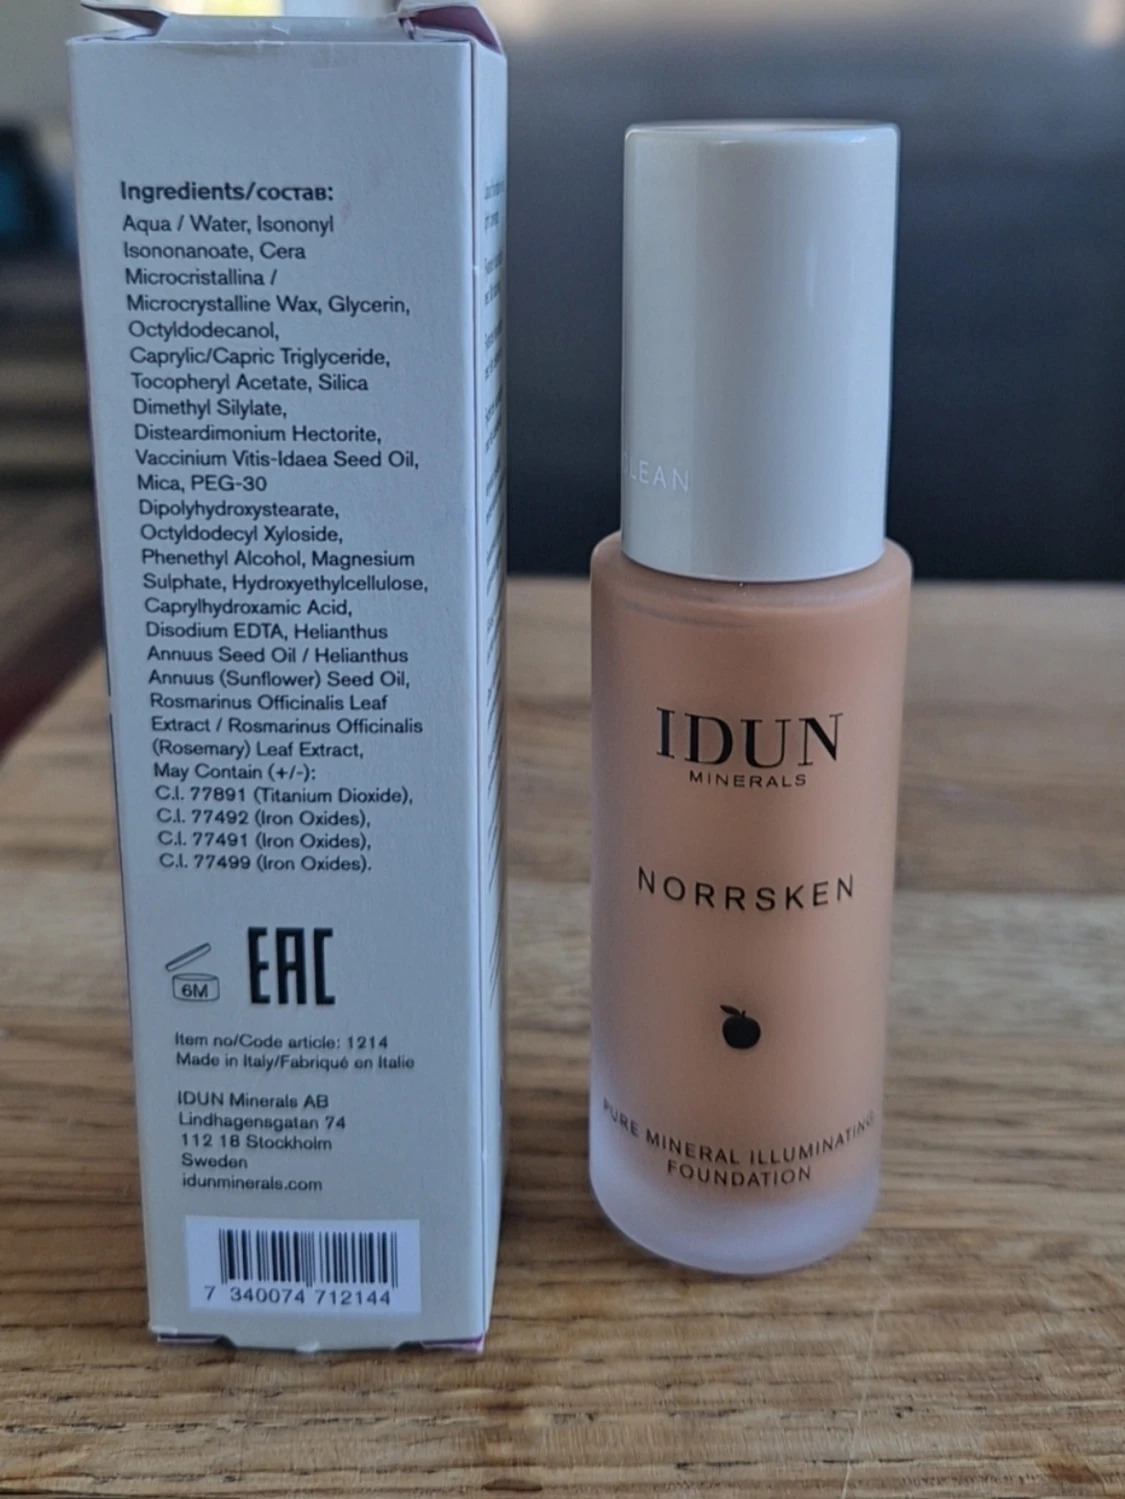 Ingredients/состав:
Aqua / Water, Isononyl
Isononanoate, Cera
Microcristallina /
Microcrystalline Wax, Glycerin,
Octyldodecanol,
Caprylic/Capric Triglyceride,
Tocopheryl Acetate, Silica
Dimethyl Silylate,
Disteardimonium Hectorite,
Vaccinium Vitis-Idaea Seed Oil,
Mica, PEG-30
Dipolyhydroxystearate,
Octyldodecyl Xyloside,
Phenethyl Alcohol, Magnesium
Sulphate, Hydroxyethylcellulose,
Caprylhydroxamic Acid,
Disodium EDTA, Helianthus
Annuus Seed Oil / Helianthus
Annuus (Sunflower) Seed Oil,
Rosmarinus Officinalis Leaf
Extract / Rosmarinus Officinalis
(Rosemary) Leaf Extract,
May Contain (+/-):
C.I. 77891 (Titanium Dioxide),
C.I. 77492 (Iron Oxides),
C.I. 77491 (Iron Oxides),
C.I. 77499 (Iron Oxides).
6M
EAC
Item no/Code article: 1214
Made in Italy/Fabriqué en Italie
IDUN Minerals AB
Lindhagensgatan 74
112 18 Stockholm
Sweden
idunminerals.com
7 340074 712144
CLEAN
IDUN
MINERALS
NORRSKEN
PURE MINERAL ILLUMINATING
FOUNDATION